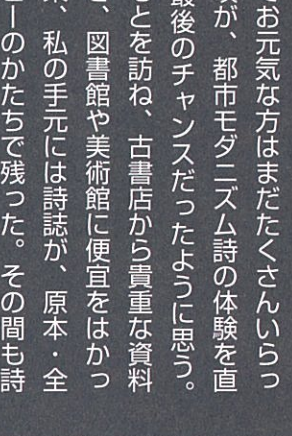 でお元気な方はまだたくさんいらっ
が、都市モダニズム詩の体験を直
最後のチャンスだったように思う。
もとを訪ね、古書店から貴重な資料
、図書館や美術館に便宜をはかっ
、私の手元には詩誌が、原本・全
ーのかたちで残った。その間も詩